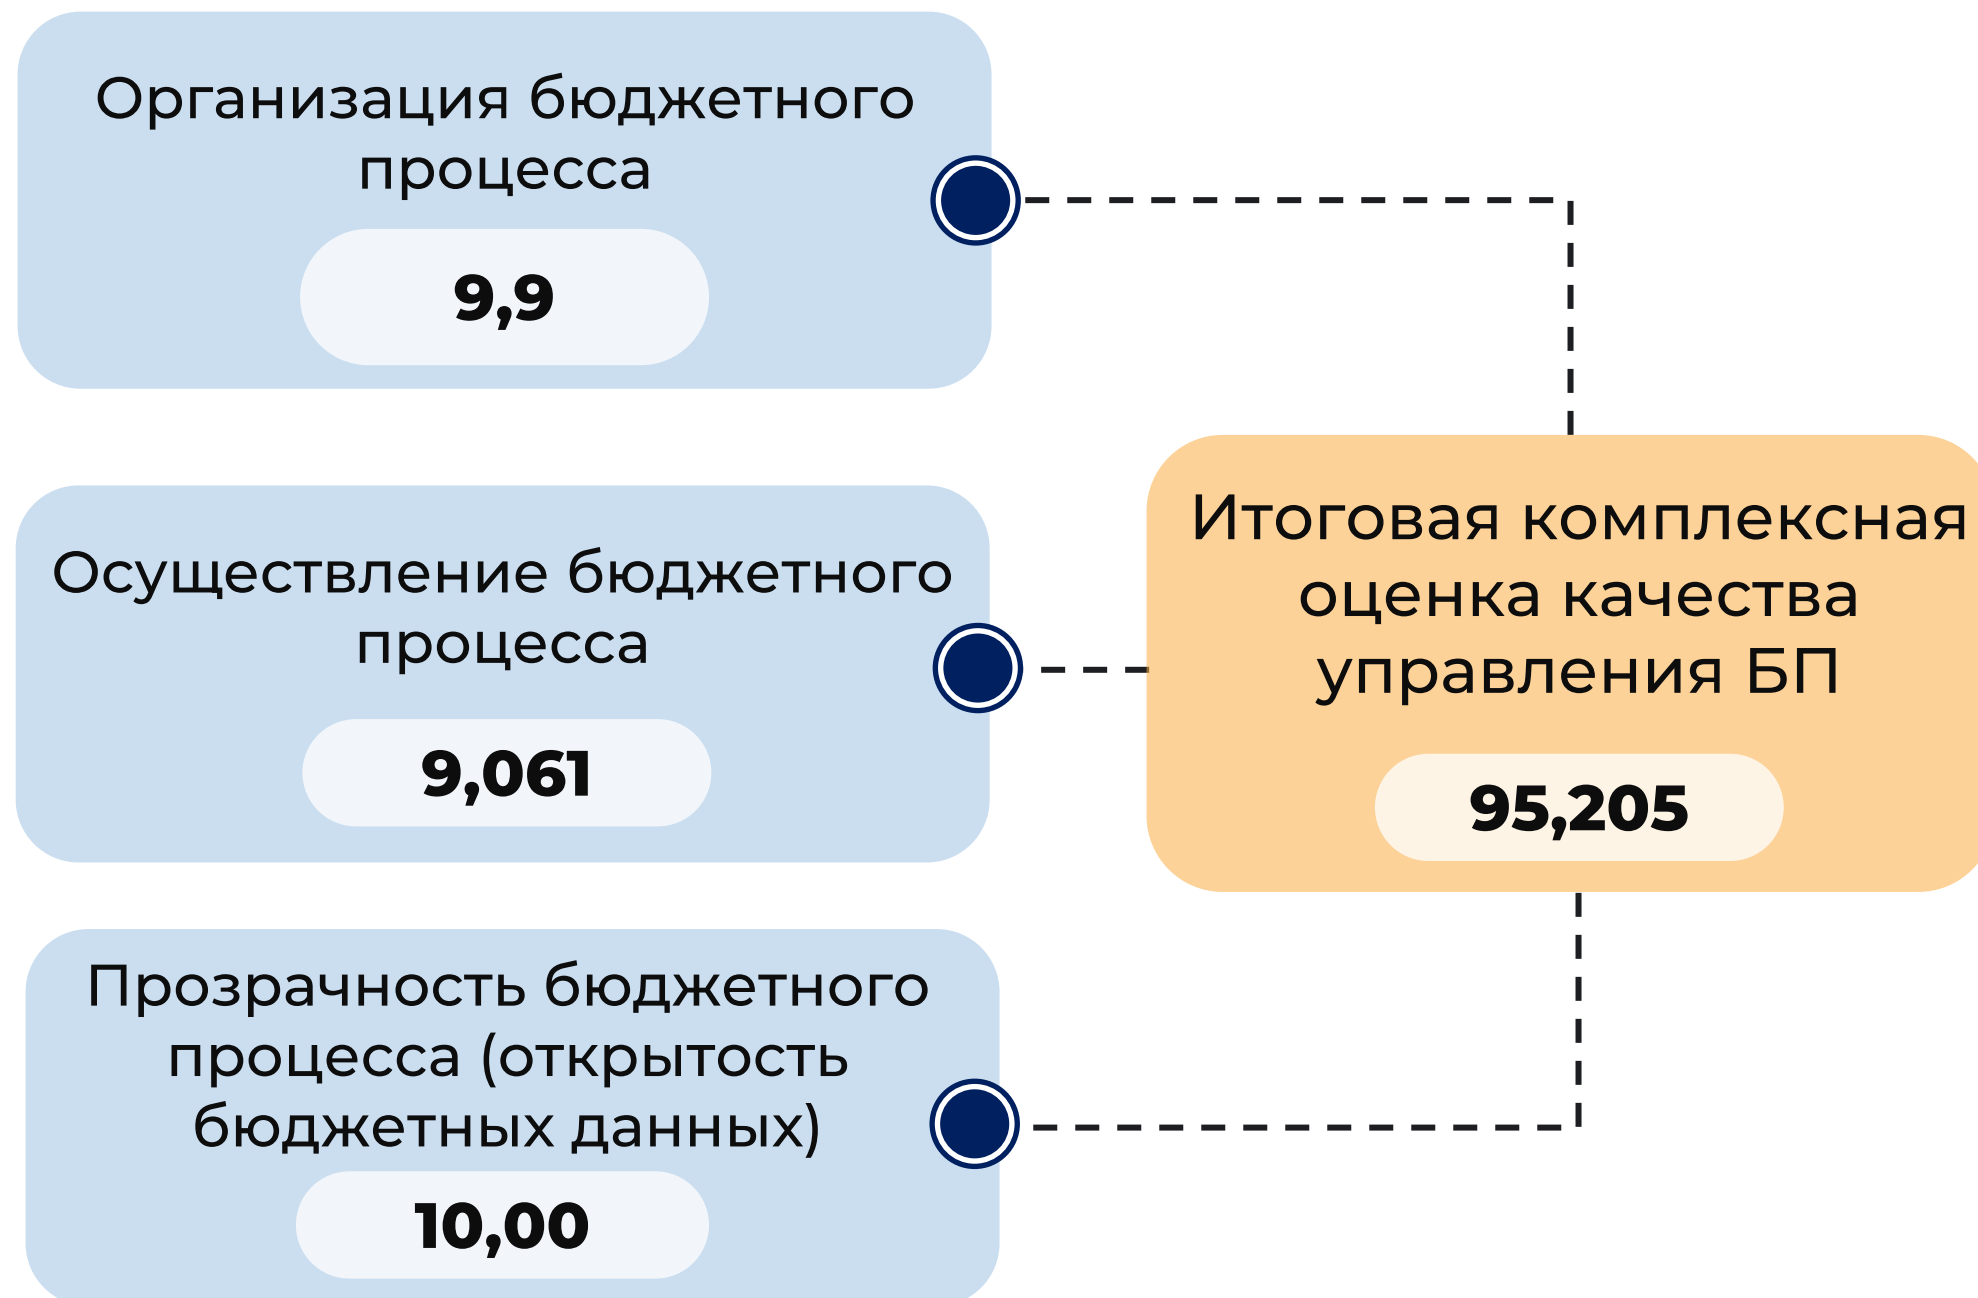 Организация бюджетного
процесса
9,9
Осуществление бюджетного
процесса
9,061
Прозрачность бюджетного
процесса (открытость
бюджетных данных)
10,00
Итоговая комплексная
оценка качества
управления БП
95,205